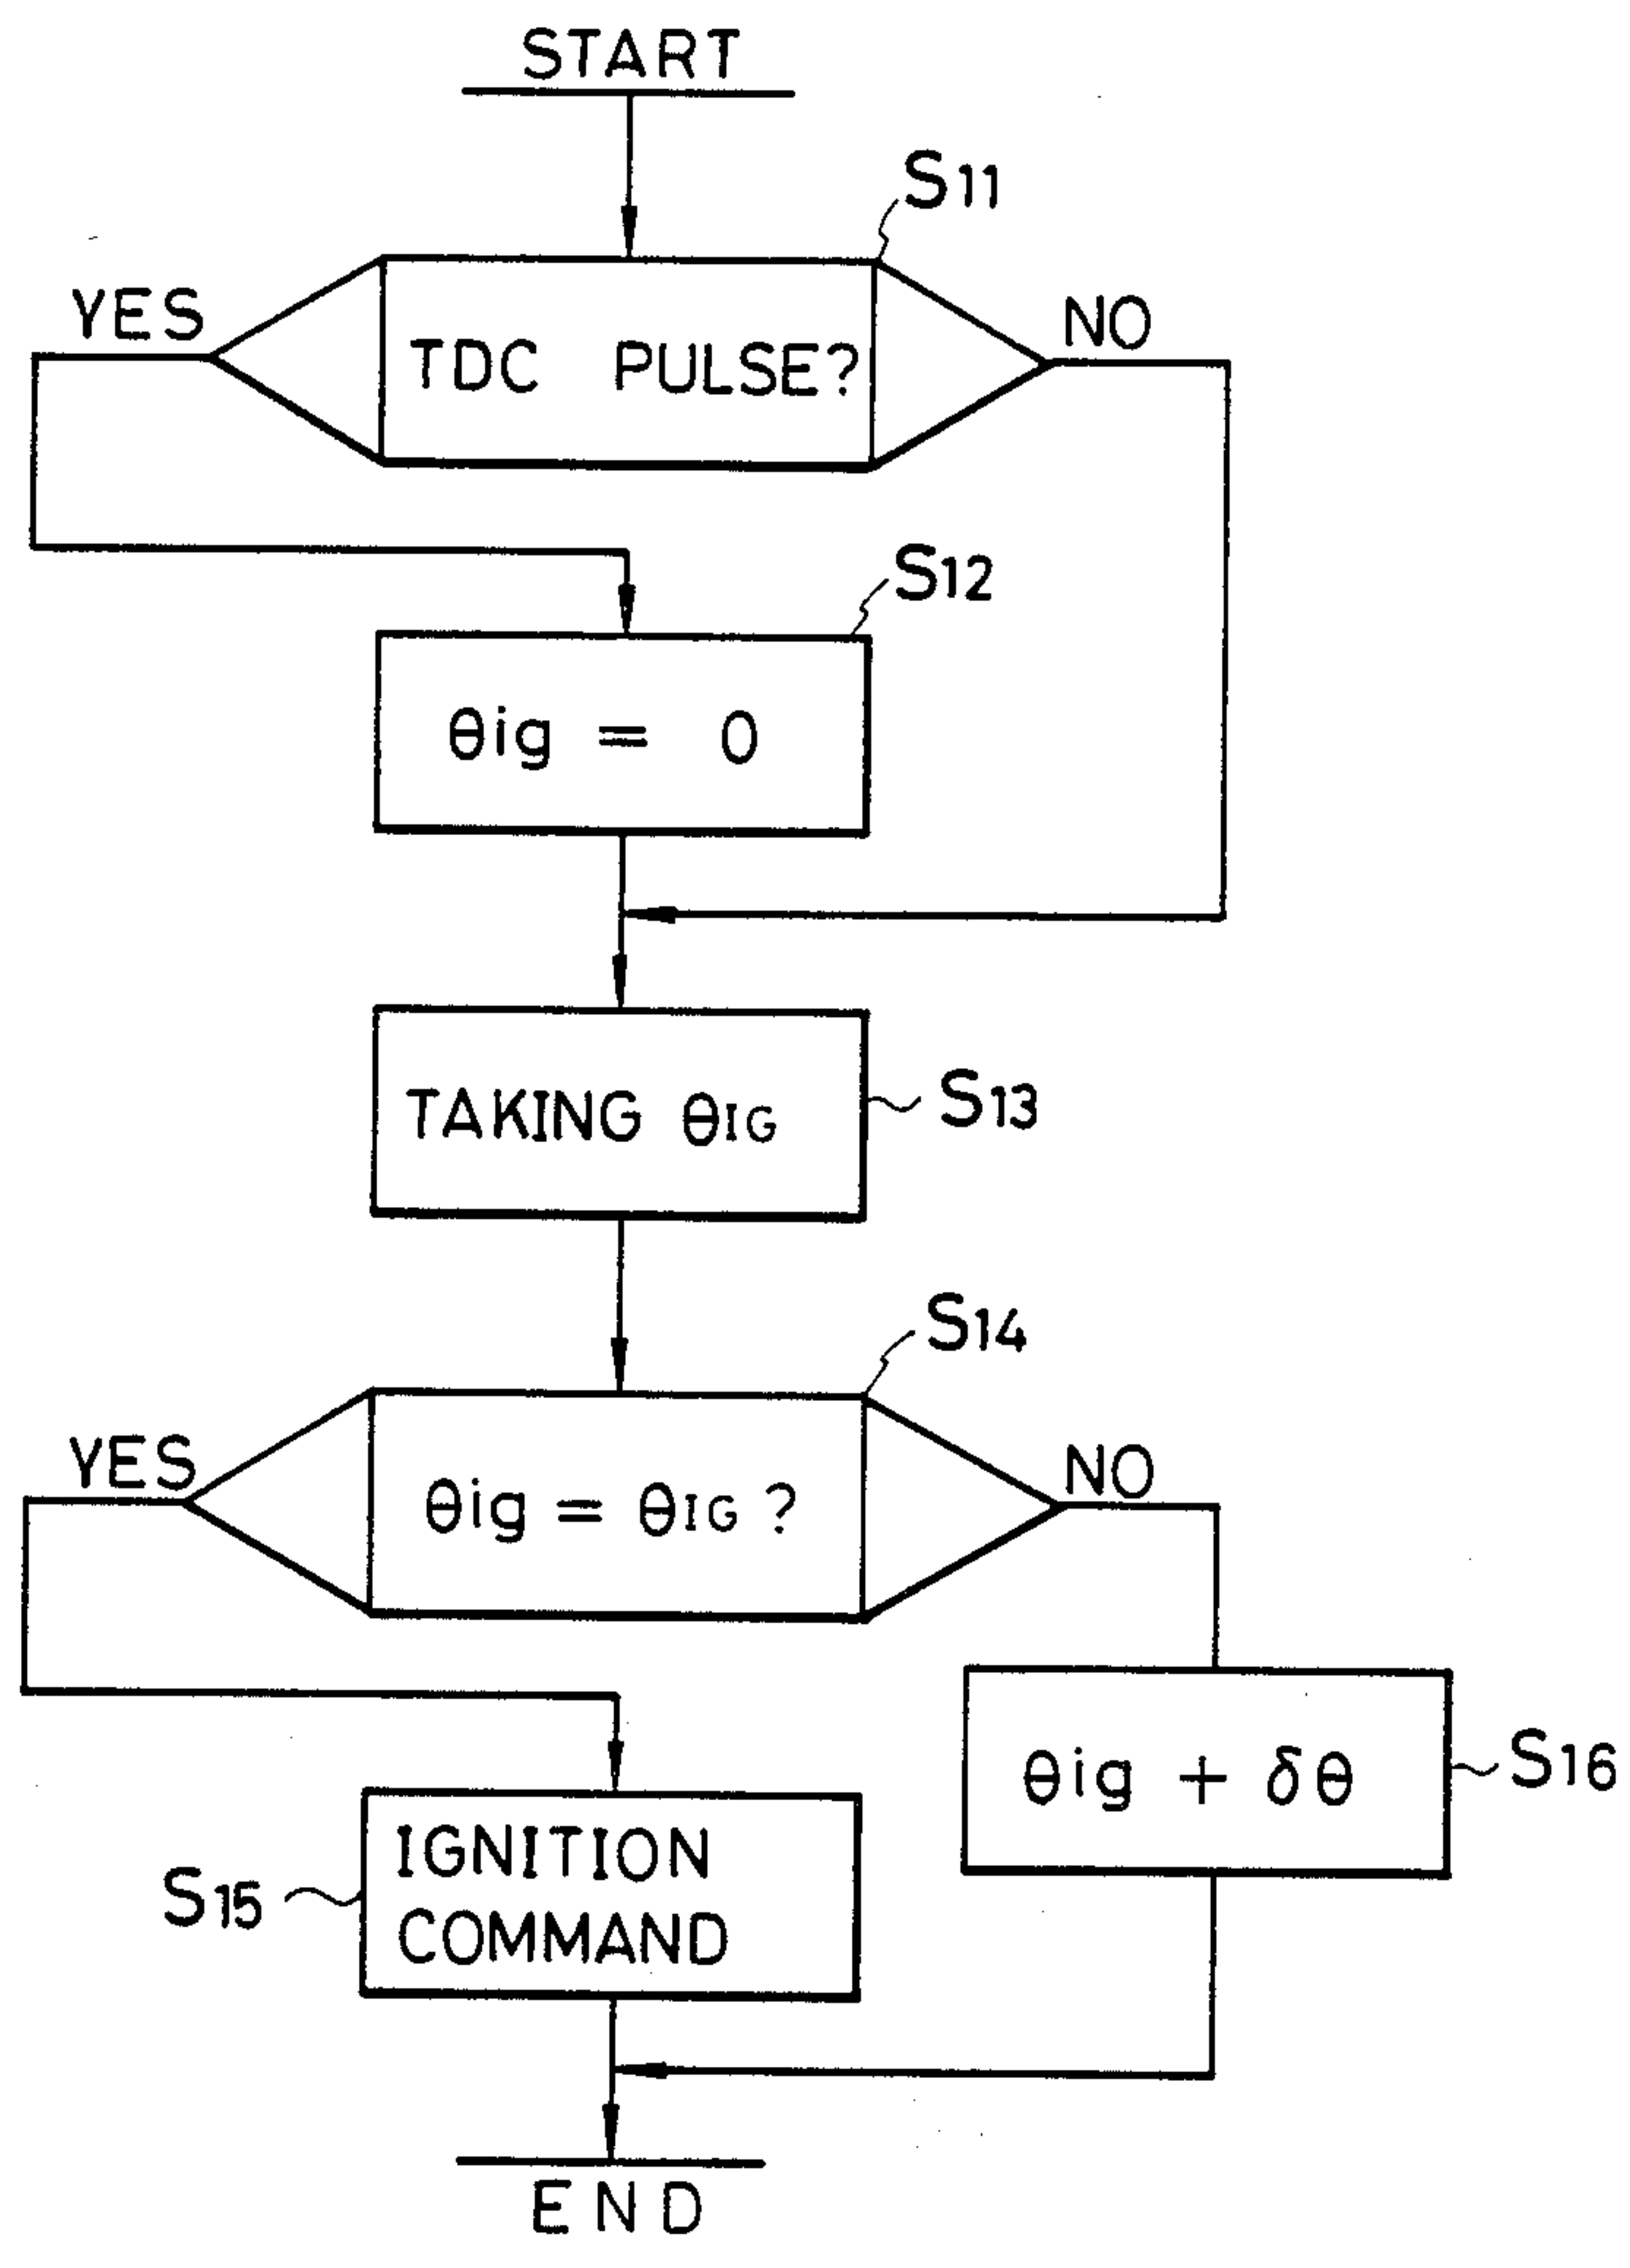 START
S11
YES
TDC PULSE?
NO
S12
θig = 0
TAKING θIG
S13
S14
YES
θig = θIG ?
NO
θig + δθ
S16
IGNITION
COMMAND
S15
END